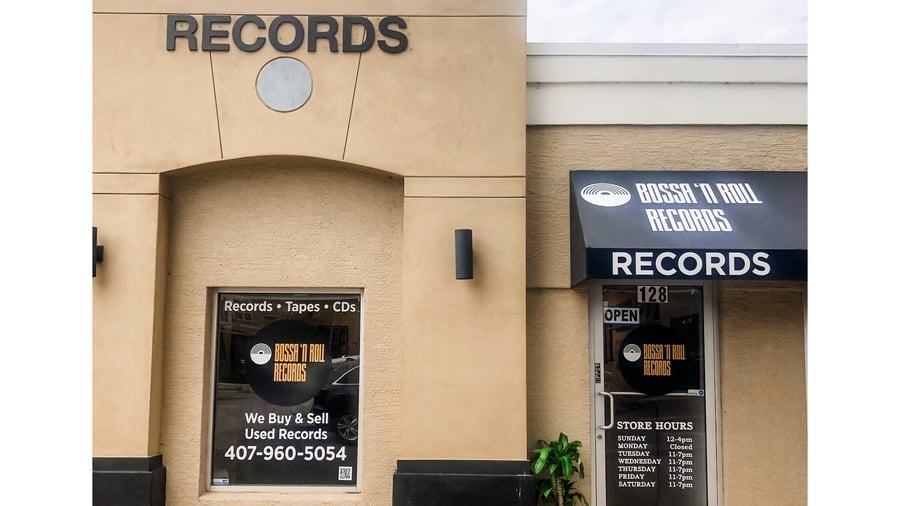 RECORDS
Records • Tapes • CDs
BOSSA 'N ROLL
RECORDS
We Buy & Sell
Used Records
407-960-5054
BOSSA 'N ROLL
RECORDS
RECORDS
128
OPEN
BOSSA 'N ROLL
RECORDS
STORE HOURS
SUNDAY 12-4pm
MONDAY Closed
TUESDAY 11-7pm
WEDNESDAY 11-7pm
THURSDAY 11-7pm
FRIDAY 11-7pm
SATURDAY 11-7pm